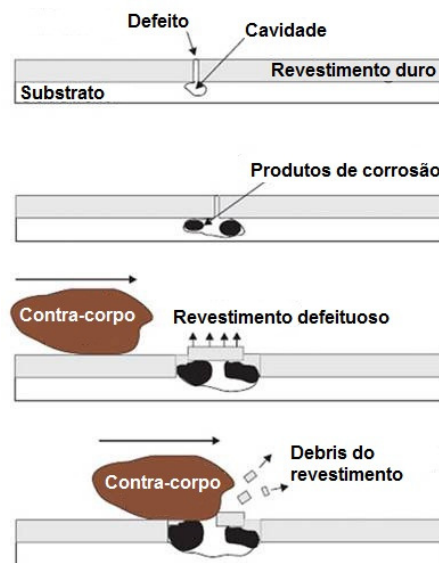 Defeito
Cavidade
Revestimento duro
Substrato
Produtos de corrosão
Contra-corpo
Revestimento defeituoso
Contra-corpo
Debris do
revestimento